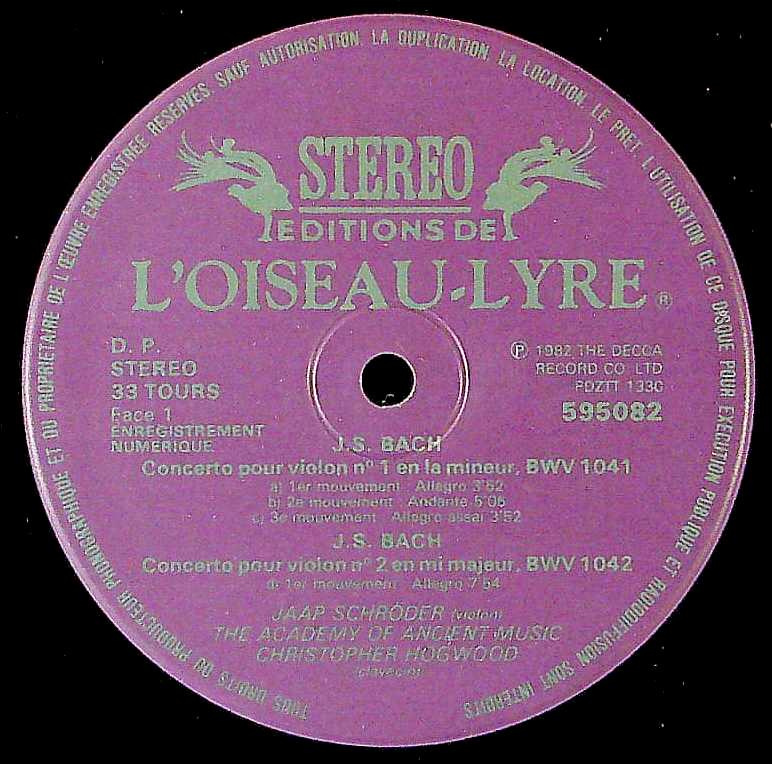 TOUS DROITS DU PRODUCTEUR PHONOGRAPHIQUE ET DU PROPRIETAIRE DE L'ŒUVRE ENREGISTREE RESERVES. SAUF AUTORISATION, LA DUPLICATION, LA LOCATION, LE PRET, L'UTILISATION DE CE DISQUE POUR EXECUTION PUBLIQUE ET RADIODIFFUSION SONT INTERDITS
STEREO
EDITIONS DE
L'OISEAU-LYRE ®
D. P.
STEREO
33 TOURS
Face 1
ENREGISTREMENT
NUMERIQUE
℗ 1982 THE DECCA
RECORD CO LTD
595082
J.S. BACH
Concerto pour violon nº 1 en la mineur, BWV 1041
a) 1er mouvement : Allegro 3'52
b) 2e mouvement : Andante 5'06
c) 3e mouvement : Allegro assai 3'52
J.S. BACH
Concerto pour violon nº 2 en mi majeur, BWV 1042
a) 1er mouvement : Allegro 7'54
JAAP SCHRÖDER (violon)
THE ACADEMY OF ANCIENT MUSIC
CHRISTOPHER HOGWOOD
(clavecin)